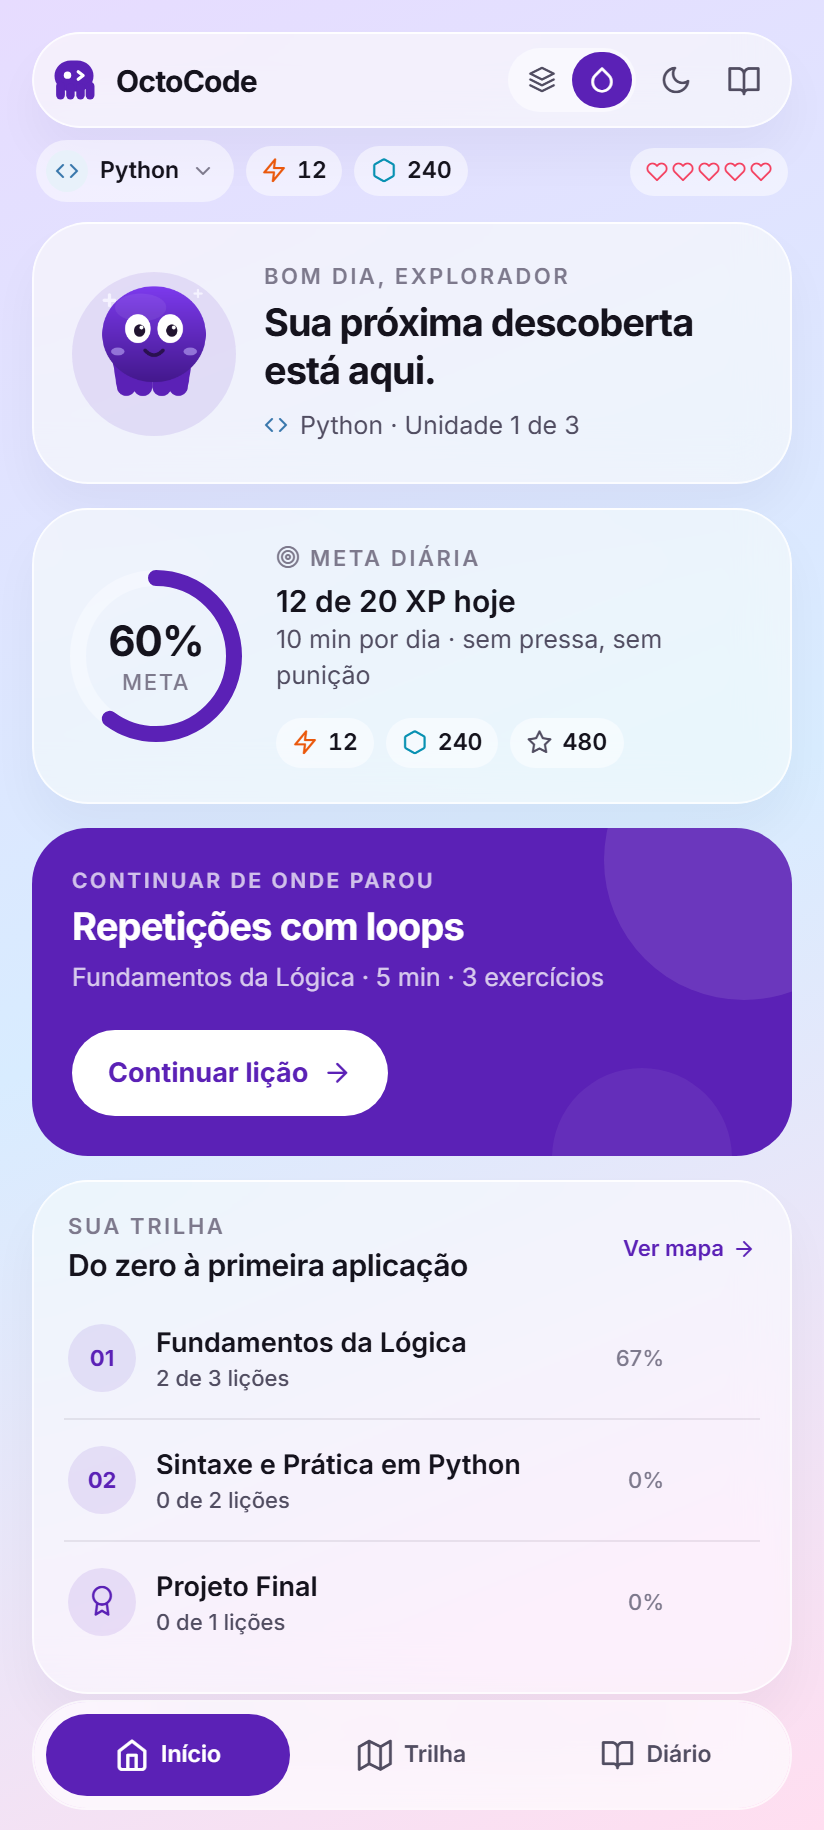 OctoCode
Python
12
240
BOM DIA, EXPLORADOR
Sua próxima descoberta
está aqui.
Python · Unidade 1 de 3
60%
META
META DIÁRIA
12 de 20 XP hoje
10 min por dia · sem pressa, sem
punição
12
240
480
CONTINUAR DE ONDE PAROU
Repetições com loops
Fundamentos da Lógica · 5 min · 3 exercícios
Continuar lição
SUA TRILHA
Do zero à primeira aplicação
Ver mapa
01
Fundamentos da Lógica
2 de 3 lições
67%
02
Sintaxe e Prática em Python
0 de 2 lições
0%
Projeto Final
0 de 1 lições
0%
Início
Trilha
Diário